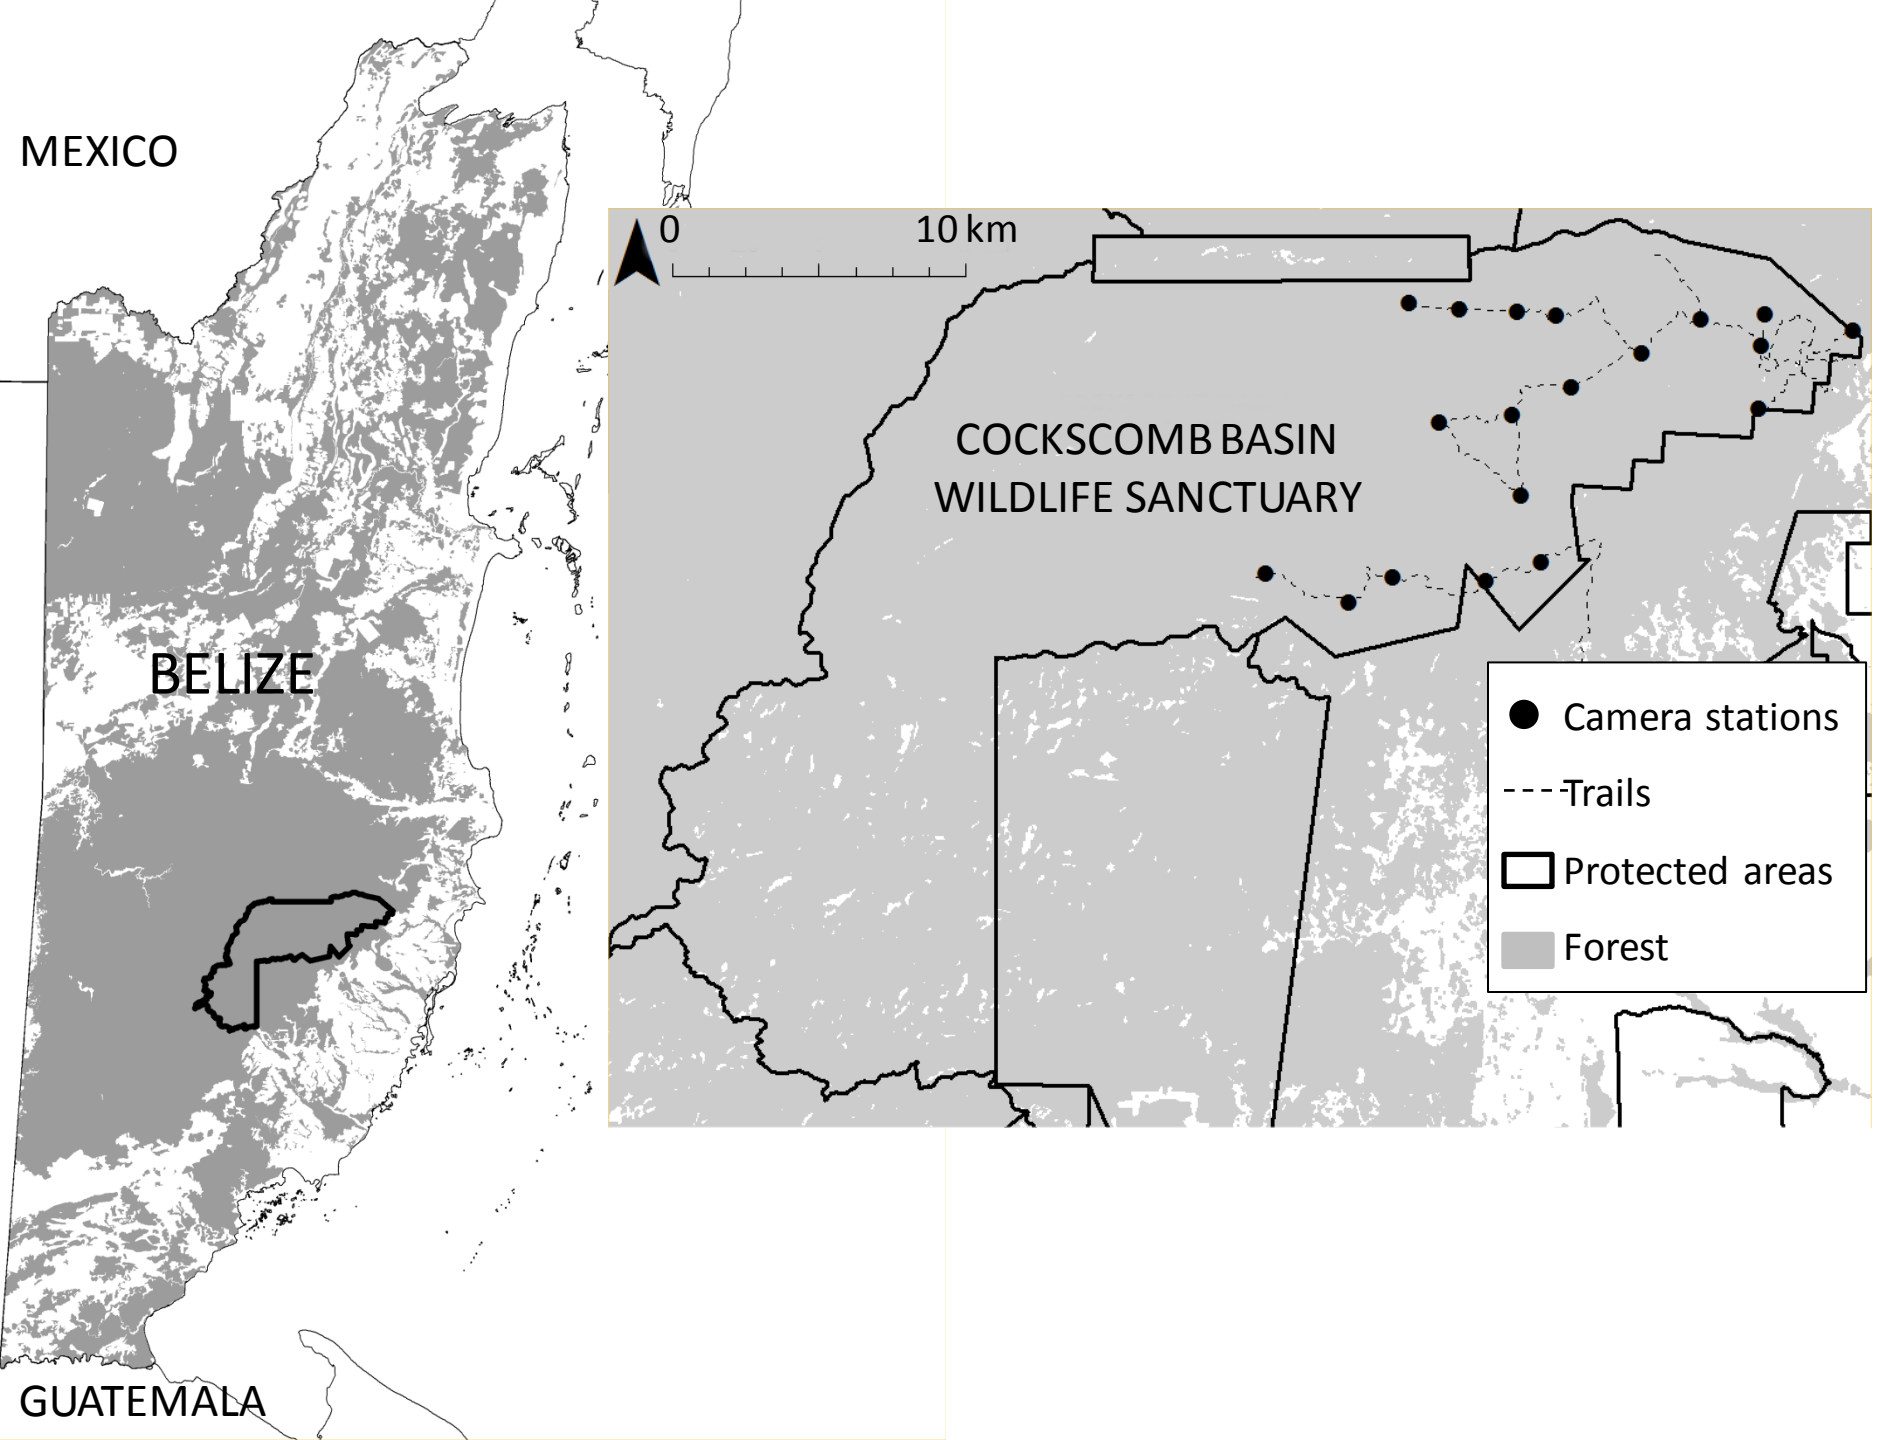 MEXICO
0
10 km
COCKSCOMB BASIN
WILDLIFE SANCTUARY
BELIZE
Camera stations
Trails
Protected areas
Forest
GUATEMALA